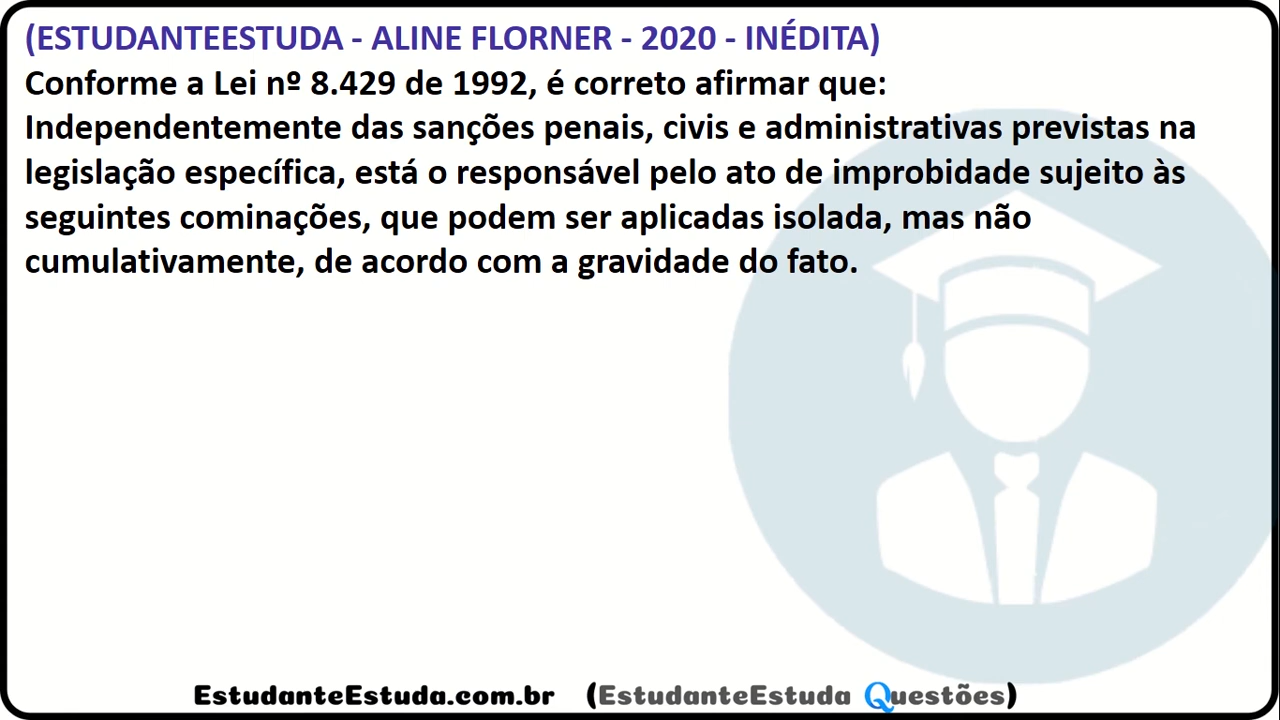 (ESTUDANTEESTUDA - ALINE FLORNER - 2020 - INÉDITA)
Conforme a Lei nº 8.429 de 1992, é correto afirmar que:
Independentemente das sanções penais, civis e administrativas previstas na
legislação específica, está o responsável pelo ato de improbidade sujeito às
seguintes cominações, que podem ser aplicadas isolada, mas não
cumulativamente, de acordo com a gravidade do fato.
EstudanteEstuda.com.br (EstudanteEstuda Questões)